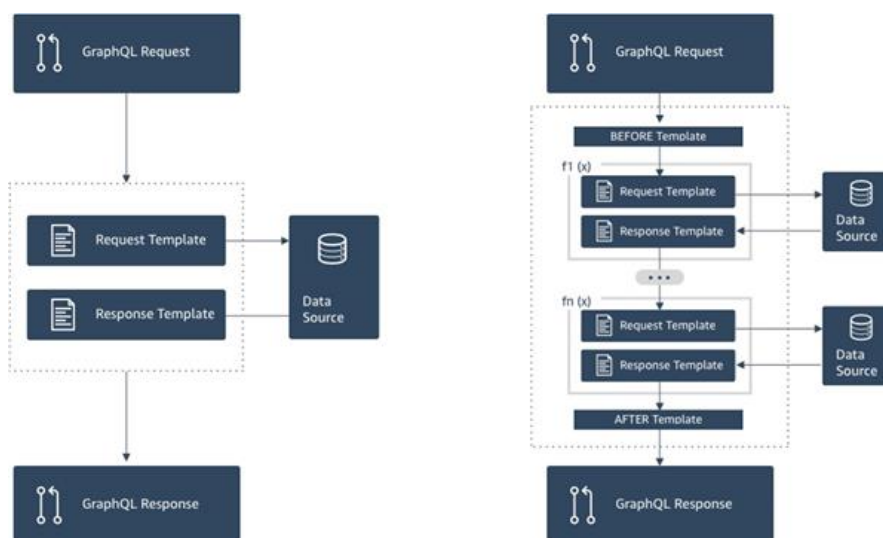 GraphQL Request
Request Template
Response Template
Data
Source
GraphQL Response
GraphQL Request
BEFORE Template
f1 (x)
Request Template
Response Template
Data
Source
fn (x)
Request Template
Response Template
Data
Source
AFTER Template
GraphQL Response